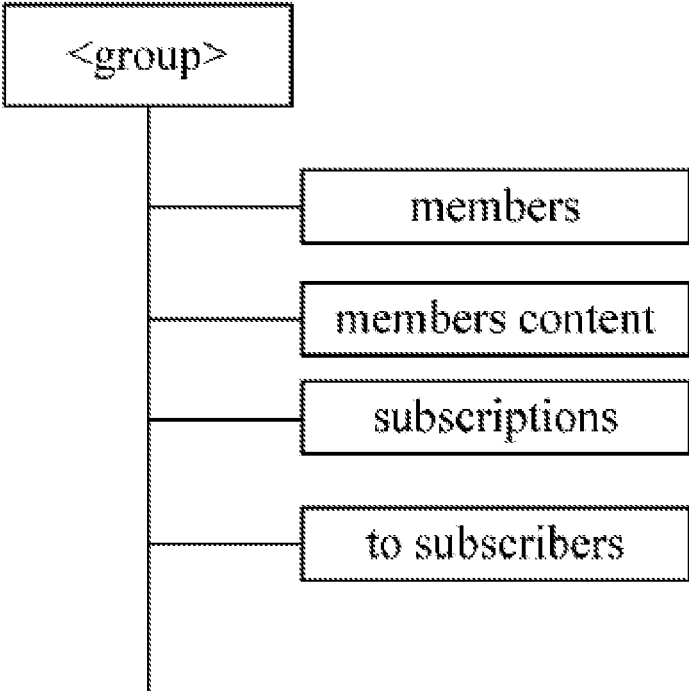 <group>
members
members content
subscriptions
to subscribers